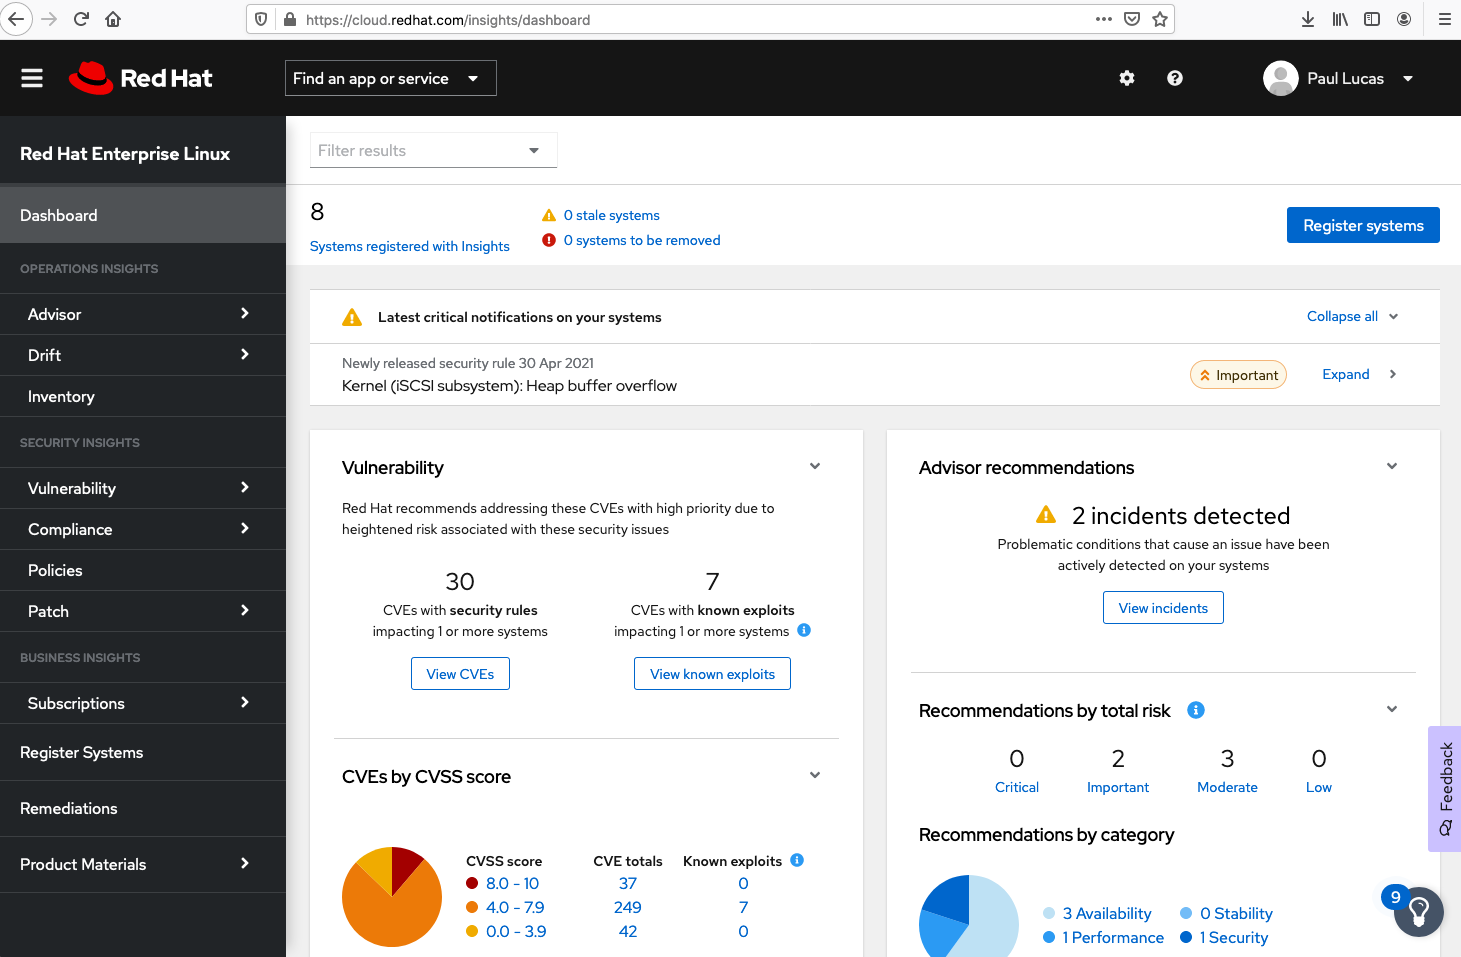 https://cloud.redhat.com/insights/dashboard
Red Hat
Find an app or service
Paul Lucas
Red Hat Enterprise Linux
Dashboard
OPERATIONS INSIGHTS
Advisor
Drift
Inventory
SECURITY INSIGHTS
Vulnerability
Compliance
Policies
Patch
BUSINESS INSIGHTS
Subscriptions
Register Systems
Remediations
Product Materials
Filter results
8
Systems registered with Insights
0 stale systems
0 systems to be removed
Register systems
Latest critical notifications on your systems
Collapse all
Newly released security rule 30 Apr 2021
Kernel (iSCSI subsystem): Heap buffer overflow
Important
Expand
Vulnerability
Red Hat recommends addressing these CVEs with high priority due to
heightened risk associated with these security issues
30
CVEs with security rules
impacting 1 or more systems
View CVEs
7
CVEs with known exploits
impacting 1 or more systems
View known exploits
CVEs by CVSS score
CVSS score CVE totals Known exploits
8.0 - 10 37 0
4.0 - 7.9 249 7
0.0 - 3.9 42 0
Advisor recommendations
2 incidents detected
Problematic conditions that cause an issue have been
actively detected on your systems
View incidents
Recommendations by total risk
0 2 3 0
Critical Important Moderate Low
Recommendations by category
3 Availability 0 Stability
1 Performance 1 Security
Feedback
9